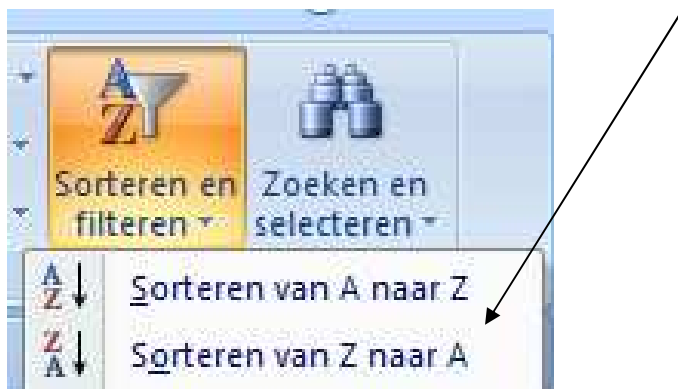 Sorteren en
filteren
Zoeken en
selecteren
Sorteren van A naar Z
Sorteren van Z naar A